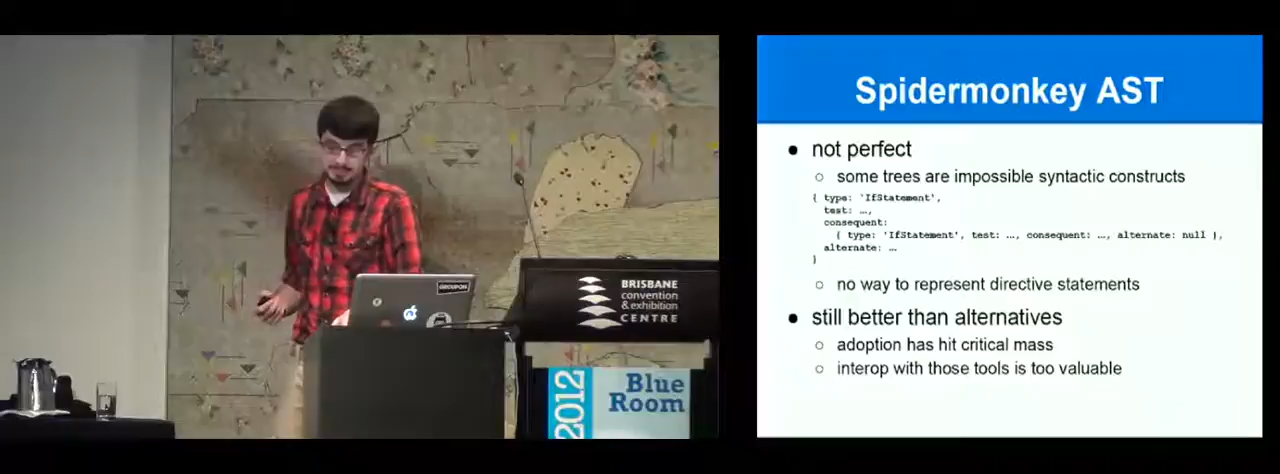 GROUPON
BRISBANE
convention
& exhibition
CENTRE
2012
Blue
Room
Spidermonkey AST
● not perfect
○ some trees are impossible syntactic constructs
{ type: 'IfStatement',
test: …,
consequent:
{ type: 'IfStatement', test: …, consequent: …, alternate: null },
alternate: …
}
○ no way to represent directive statements
● still better than alternatives
○ adoption has hit critical mass
○ interop with those tools is too valuable